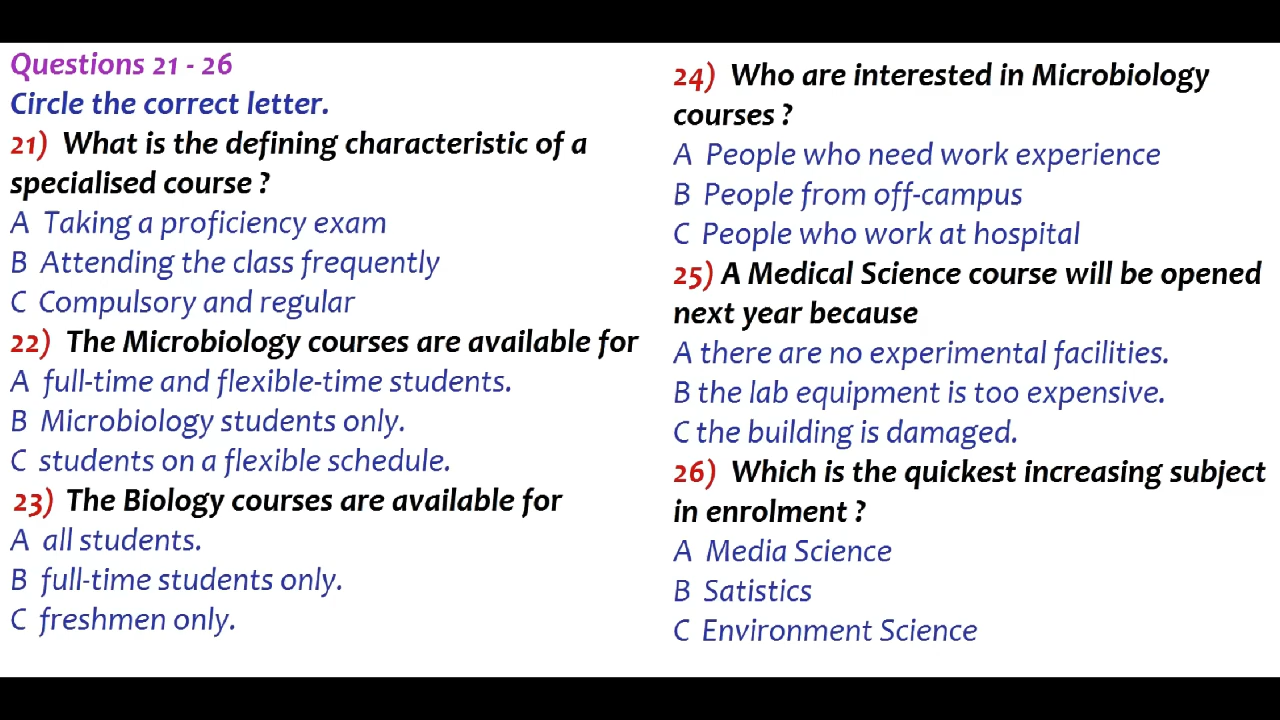 Questions 21 - 26
Circle the correct letter.
21) What is the defining characteristic of a
specialised course ?
A Taking a proficiency exam
B Attending the class frequently
C Compulsory and regular
22) The Microbiology courses are available for
A full-time and flexible-time students.
B Microbiology students only.
C students on a flexible schedule.
23) The Biology courses are available for
A all students.
B full-time students only.
C freshmen only.
24) Who are interested in Microbiology
courses ?
A People who need work experience
B People from off-campus
C People who work at hospital
25) A Medical Science course will be opened
next year because
A there are no experimental facilities.
B the lab equipment is too expensive.
C the building is damaged.
26) Which is the quickest increasing subject
in enrolment ?
A Media Science
B Satistics
C Environment Science